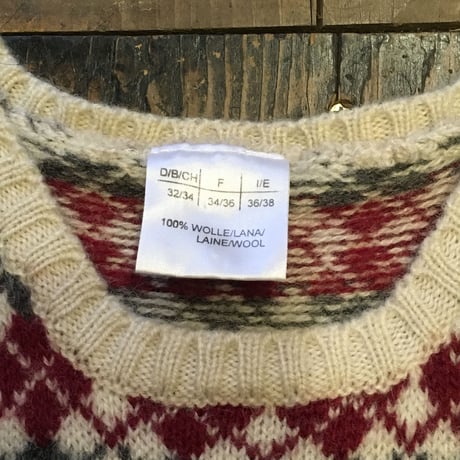 D/B/CH F I/E
32/34 34/36 36/38
100% WOLLE/LANA/
LAINE/WOOL